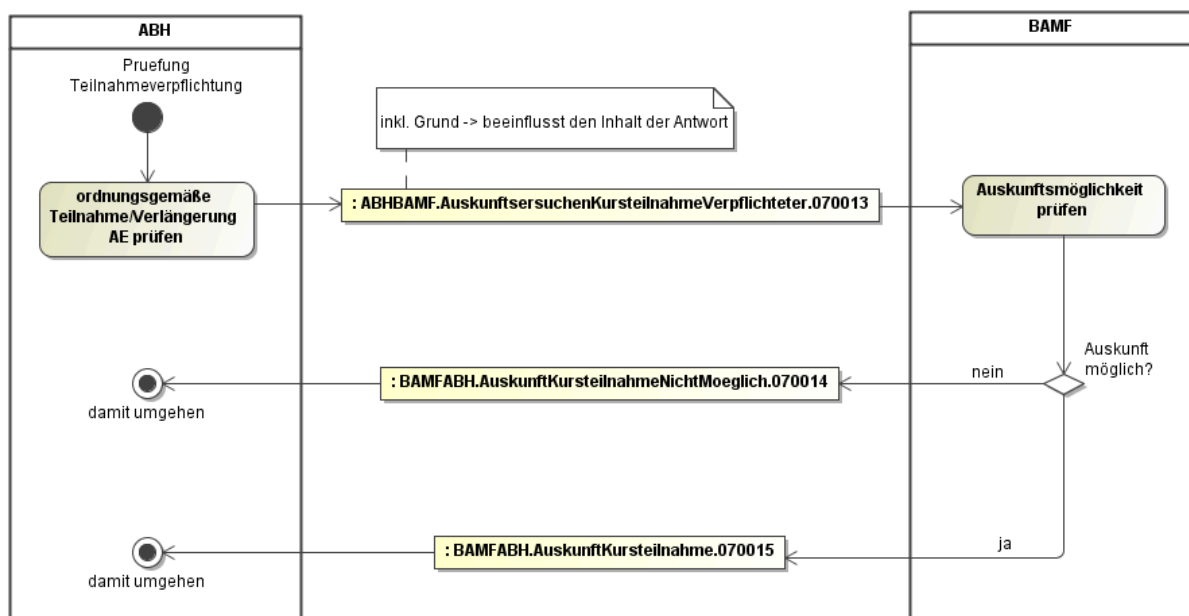 ABH
BAMF
Pruefung
Teilnahmeverpflichtung
inkl. Grund -> beeinflusst den Inhalt der Antwort
ordnungsgemäße
Teilnahme/Verlängerung
AE prüfen
: ABHBAMF.AuskunftsersuchenKursteilnahmeVerpflichteter.070013
Auskunftsmöglichkeit
prüfen
Auskunft
möglich?
nein
: BAMFABH.AuskunftKursteilnahmeNichtMoeglich.070014
damit umgehen
ja
: BAMFABH.AuskunftKursteilnahme.070015
damit umgehen